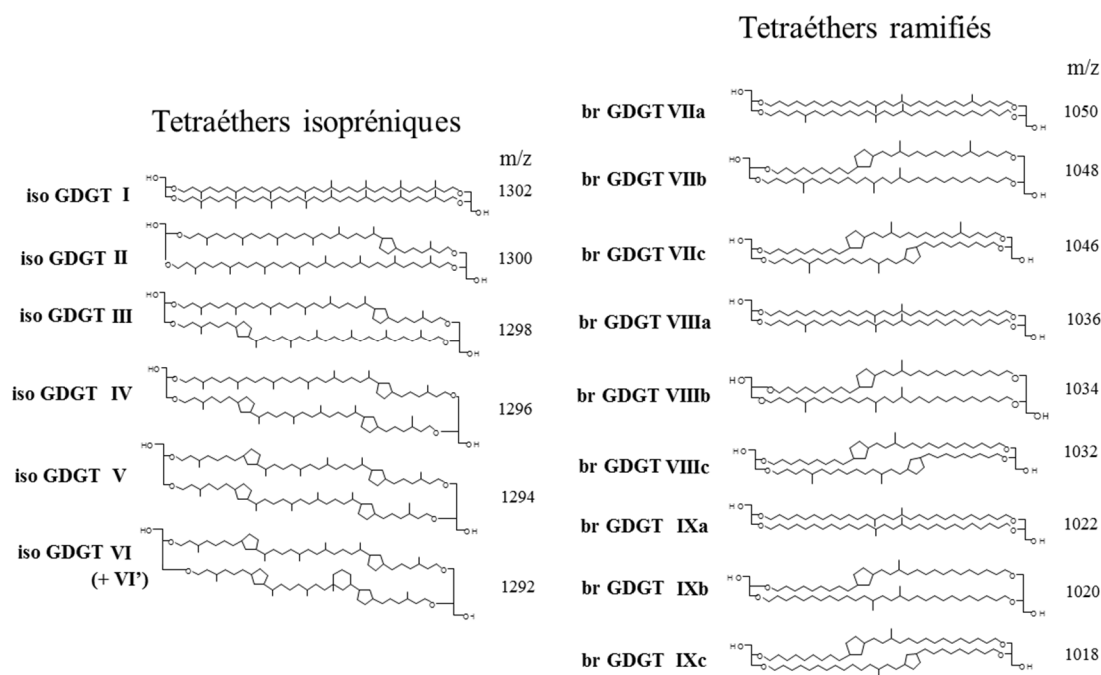 Tetraéthers isopréniques
m/z
iso GDGT I 1302
iso GDGT II 1300
iso GDGT III 1298
iso GDGT IV 1296
iso GDGT V 1294
iso GDGT VI
(+ VI') 1292
Tetraéthers ramifiés
m/z
br GDGT VIIa 1050
br GDGT VIIb 1048
br GDGT VIIc 1046
br GDGT VIIIa 1036
br GDGT VIIIb 1034
br GDGT VIIIc 1032
br GDGT IXa 1022
br GDGT IXb 1020
br GDGT IXc 1018